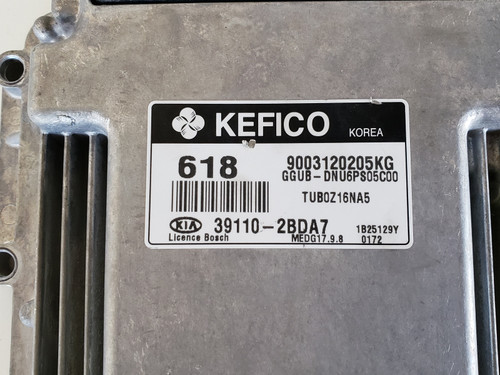 KEFICO KOREA
618 9003120205KG
GGUB-DNU6PS05C00
TUB0Z16NA5
KIA 39110-2BDA7 1B25129Y
Licence Bosch MEDG17.9.8 0172